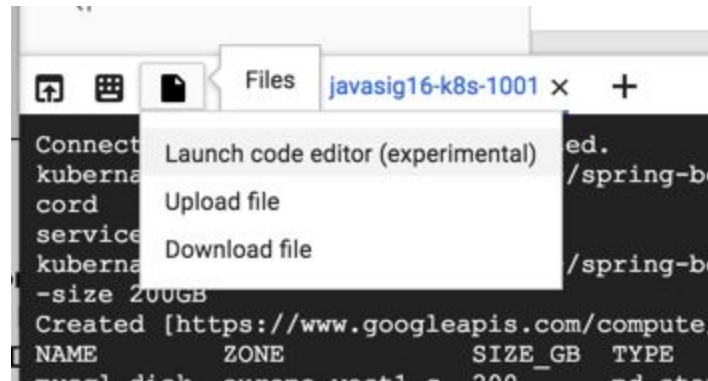 Files
javasig16-k8s-1001 × +
Connect ed.
Launch code editor (experimental)
kuberna /spring-b
cord
Upload file
service
Download file
kuberna /spring-b
-size 200GB
Created [https://www.googleapis.com/compute
NAME ZONE SIZE_GB TYPE
200